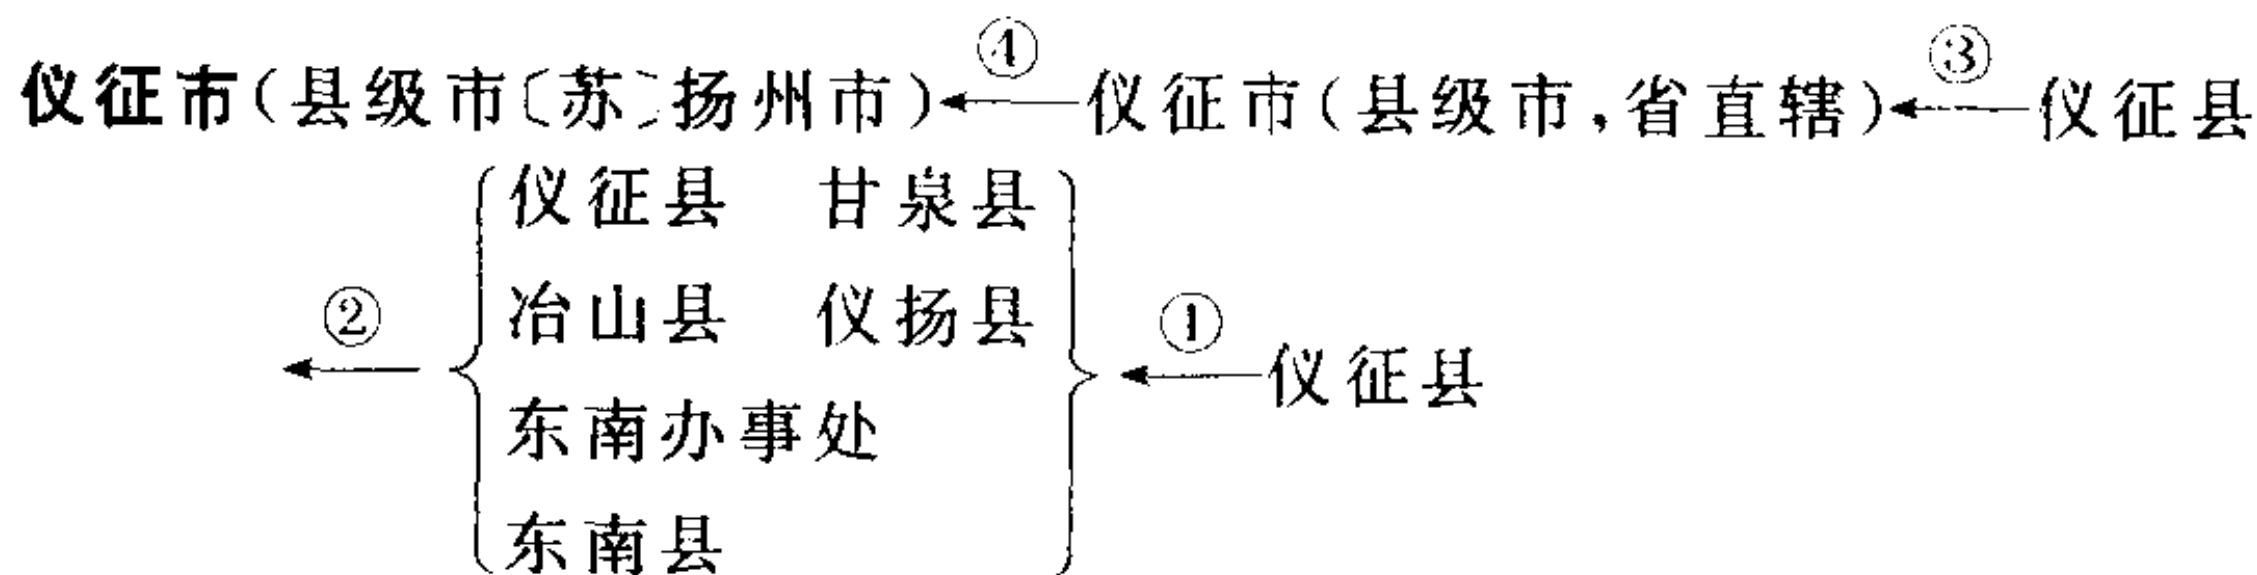 仪征市(县级市〔苏〕扬州市)←④仪征市(县级市,省直辖)←③仪征县
仪征县 甘泉县
←② 冶山县 仪扬县 ←①仪征县
东南办事处
东南县